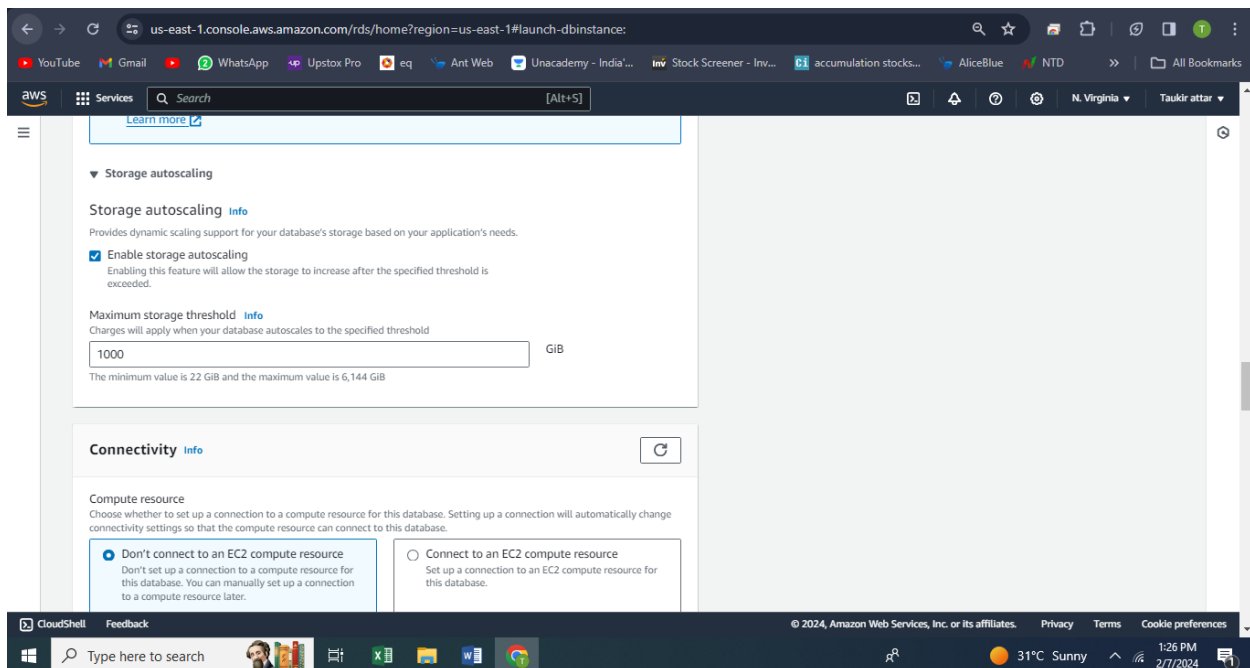 us-east-1.console.aws.amazon.com/rds/home?region=us-east-1#launch-dbinstance:
T
YouTube Gmail WhatsApp Upstox Pro eq Ant Web Unacademy - India'... Stock Screener - Inv... accumulation stocks... AliceBlue NTD » All Bookmarks
aws Services Search [Alt+S] N. Virginia Taukir attar
Learn more
Storage autoscaling
Storage autoscaling Info
Provides dynamic scaling support for your database's storage based on your application's needs.
Enable storage autoscaling
Enabling this feature will allow the storage to increase after the specified threshold is
exceeded.
Maximum storage threshold Info
Charges will apply when your database autoscales to the specified threshold
1000 GiB
The minimum value is 22 GiB and the maximum value is 6,144 GiB
Connectivity Info
Compute resource
Choose whether to set up a connection to a compute resource for this database. Setting up a connection will automatically change
connectivity settings so that the compute resource can connect to this database.
Don't connect to an EC2 compute resource
Don't set up a connection to a compute resource for
this database. You can manually set up a connection
to a compute resource later.
Connect to an EC2 compute resource
Set up a connection to an EC2 compute resource for
this database.
CloudShell Feedback © 2024, Amazon Web Services, Inc. or its affiliates. Privacy Terms Cookie preferences
Type here to search 31°C Sunny 1:26 PM
2/7/2024